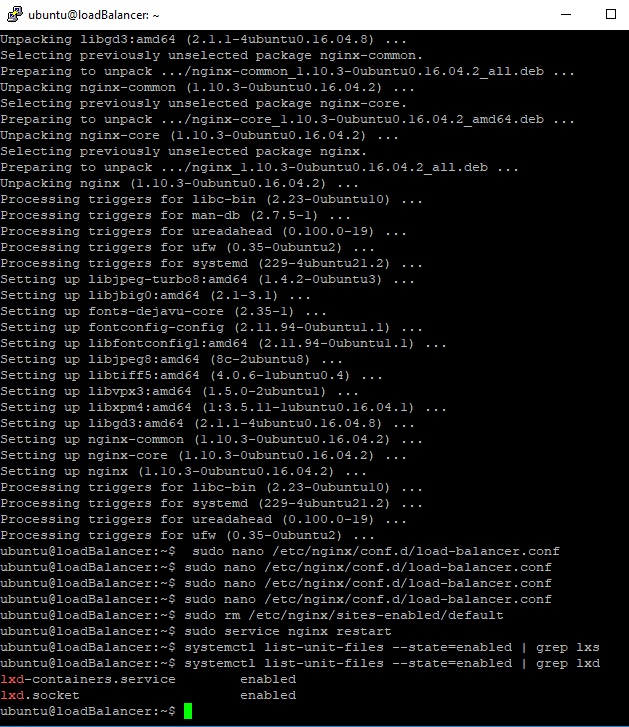 ubuntu@loadBalancer: ~
Unpacking libgd3:amd64 (2.1.1-4ubuntu0.16.04.8) ...
Selecting previously unselected package nginx-common.
Preparing to unpack .../nginx-common_1.10.3-0ubuntu0.16.04.2_all.deb ...
Unpacking nginx-common (1.10.3-0ubuntu0.16.04.2) ...
Selecting previously unselected package nginx-core.
Preparing to unpack .../nginx-core_1.10.3-0ubuntu0.16.04.2_amd64.deb ...
Unpacking nginx-core (1.10.3-0ubuntu0.16.04.2) ...
Selecting previously unselected package nginx.
Preparing to unpack .../nginx_1.10.3-0ubuntu0.16.04.2_all.deb ...
Unpacking nginx (1.10.3-0ubuntu0.16.04.2) ...
Processing triggers for libc-bin (2.23-0ubuntu10) ...
Processing triggers for man-db (2.7.5-1) ...
Processing triggers for ureadahead (0.100.0-19) ...
Processing triggers for ufw (0.35-0ubuntu2) ...
Processing triggers for systemd (229-4ubuntu21.2) ...
Setting up libjpeg-turbo8:amd64 (1.4.2-0ubuntu3) ...
Setting up libjbig0:amd64 (2.1-3.1) ...
Setting up fonts-dejavu-core (2.35-1) ...
Setting up fontconfig-config (2.11.94-0ubuntu1.1) ...
Setting up libfontconfig1:amd64 (2.11.94-0ubuntu1.1) ...
Setting up libjpeg8:amd64 (8c-2ubuntu8) ...
Setting up libtiff5:amd64 (4.0.6-1ubuntu0.4) ...
Setting up libvpx3:amd64 (1.5.0-2ubuntu1) ...
Setting up libxpm4:amd64 (1:3.5.11-1ubuntu0.16.04.1) ...
Setting up libgd3:amd64 (2.1.1-4ubuntu0.16.04.8) ...
Setting up nginx-common (1.10.3-0ubuntu0.16.04.2) ...
Setting up nginx-core (1.10.3-0ubuntu0.16.04.2) ...
Setting up nginx (1.10.3-0ubuntu0.16.04.2) ...
Processing triggers for libc-bin (2.23-0ubuntu10) ...
Processing triggers for systemd (229-4ubuntu21.2) ...
Processing triggers for ureadahead (0.100.0-19) ...
Processing triggers for ufw (0.35-0ubuntu2) ...
ubuntu@loadBalancer:~$  sudo nano /etc/nginx/conf.d/load-balancer.conf
ubuntu@loadBalancer:~$ sudo nano /etc/nginx/conf.d/load-balancer.conf
ubuntu@loadBalancer:~$ sudo nano /etc/nginx/conf.d/load-balancer.conf
ubuntu@loadBalancer:~$ sudo nano /etc/nginx/conf.d/load-balancer.conf
ubuntu@loadBalancer:~$ sudo rm /etc/nginx/sites-enabled/default
ubuntu@loadBalancer:~$ sudo service nginx restart
ubuntu@loadBalancer:~$ systemctl list-unit-files --state=enabled | grep lxs
ubuntu@loadBalancer:~$ systemctl list-unit-files --state=enabled | grep lxd
lxd-containers.service        enabled
lxd.socket                    enabled
ubuntu@loadBalancer:~$